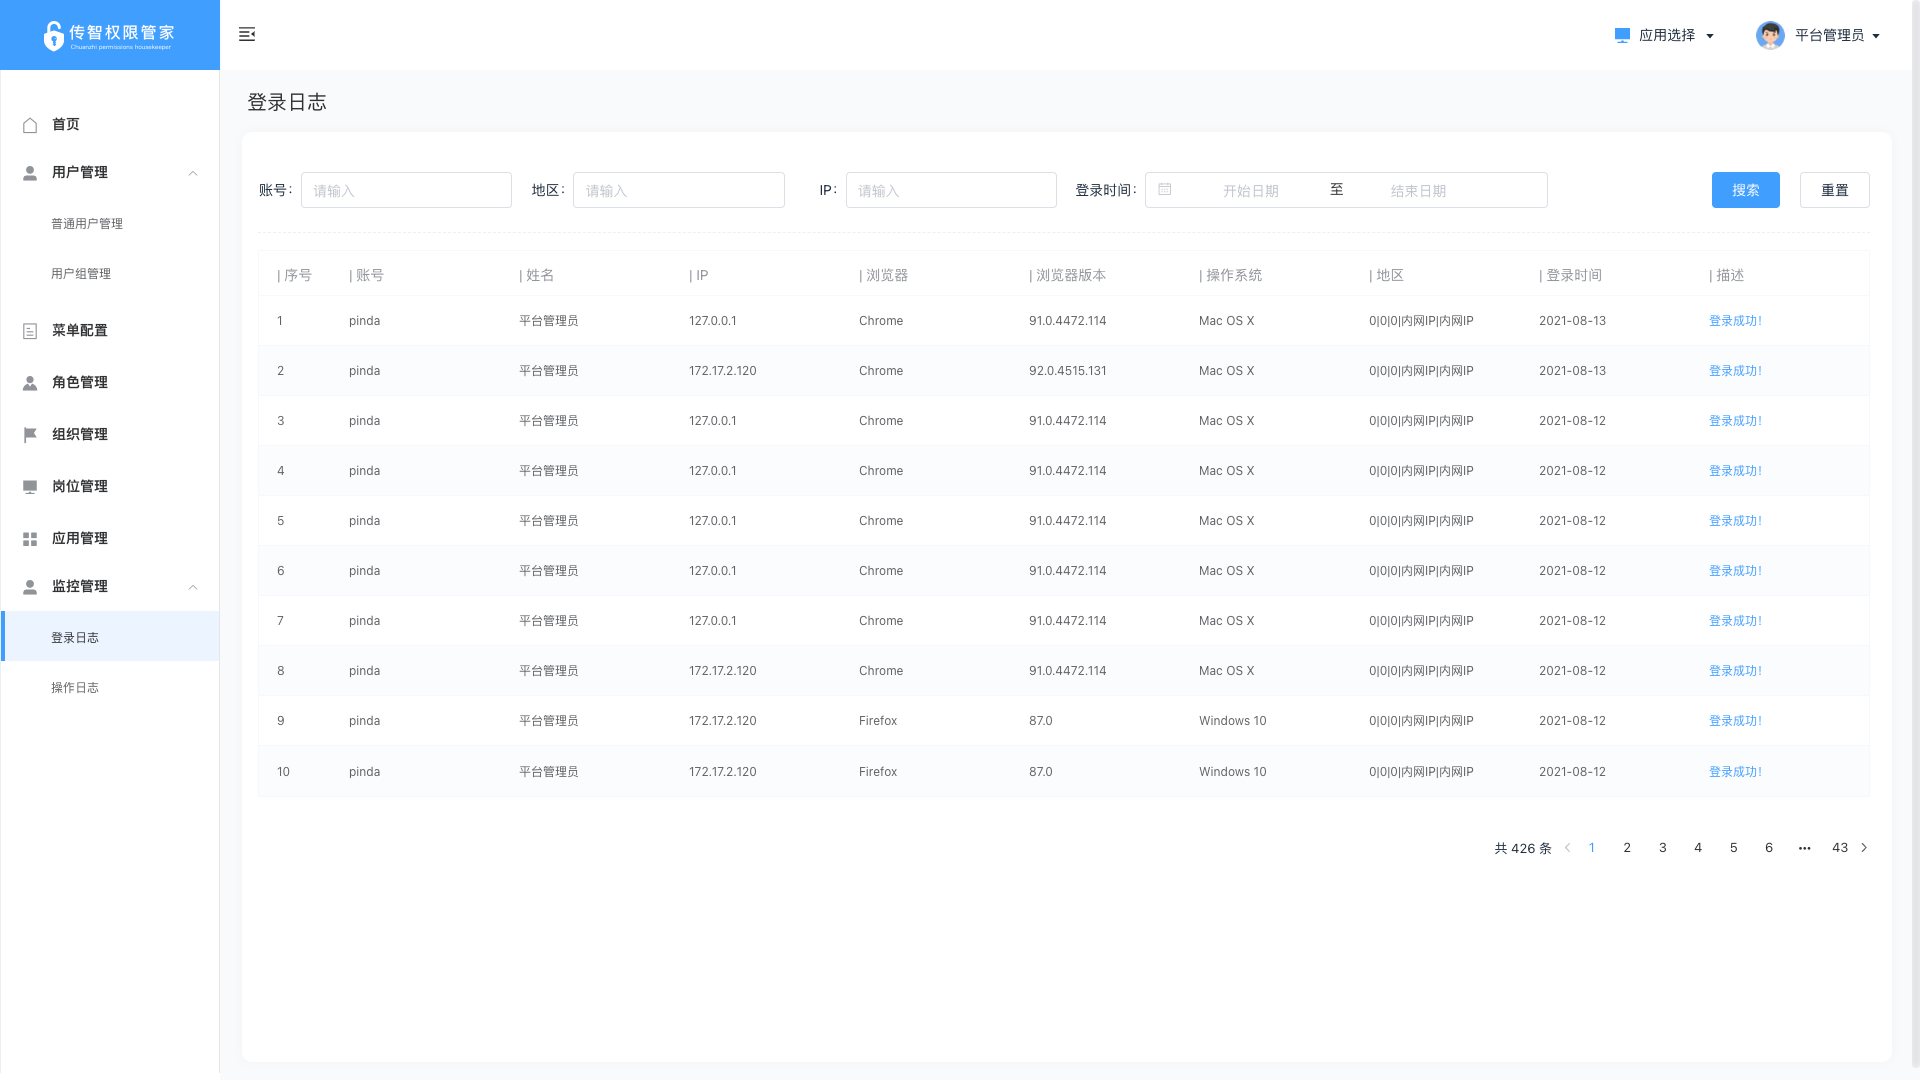 传智权限管家
Chuanzhi permissions housekeeper
应用选择
平台管理员
首页
用户管理
普通用户管理
用户组管理
菜单配置
角色管理
组织管理
岗位管理
应用管理
监控管理
登录日志
操作日志
登录日志
账号： 请输入 地区： 请输入 IP： 请输入 登录时间： 开始日期 至 结束日期 搜索 重置
| 序号 | 账号 | 姓名 | IP | 浏览器 | 浏览器版本 | 操作系统 | 地区 | 登录时间 | 描述
1 pinda 平台管理员 127.0.0.1 Chrome 91.0.4472.114 Mac OS X 0|0|0|内网IP|内网IP 2021-08-13 登录成功！
2 pinda 平台管理员 172.17.2.120 Chrome 92.0.4515.131 Mac OS X 0|0|0|内网IP|内网IP 2021-08-13 登录成功！
3 pinda 平台管理员 127.0.0.1 Chrome 91.0.4472.114 Mac OS X 0|0|0|内网IP|内网IP 2021-08-12 登录成功！
4 pinda 平台管理员 127.0.0.1 Chrome 91.0.4472.114 Mac OS X 0|0|0|内网IP|内网IP 2021-08-12 登录成功！
5 pinda 平台管理员 127.0.0.1 Chrome 91.0.4472.114 Mac OS X 0|0|0|内网IP|内网IP 2021-08-12 登录成功！
6 pinda 平台管理员 127.0.0.1 Chrome 91.0.4472.114 Mac OS X 0|0|0|内网IP|内网IP 2021-08-12 登录成功！
7 pinda 平台管理员 127.0.0.1 Chrome 91.0.4472.114 Mac OS X 0|0|0|内网IP|内网IP 2021-08-12 登录成功！
8 pinda 平台管理员 172.17.2.120 Chrome 91.0.4472.114 Mac OS X 0|0|0|内网IP|内网IP 2021-08-12 登录成功！
9 pinda 平台管理员 172.17.2.120 Firefox 87.0 Windows 10 0|0|0|内网IP|内网IP 2021-08-12 登录成功！
10 pinda 平台管理员 172.17.2.120 Firefox 87.0 Windows 10 0|0|0|内网IP|内网IP 2021-08-12 登录成功！
共 426 条 1 2 3 4 5 6 ••• 43